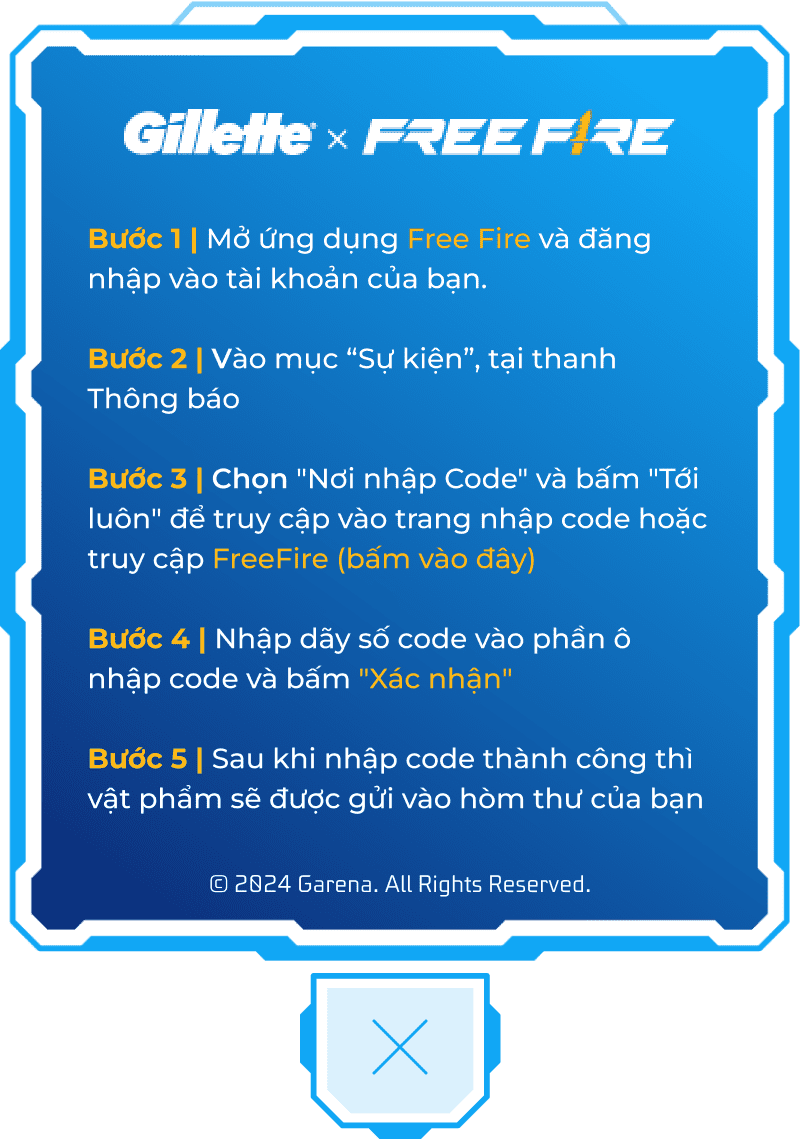 Gillette® × FREE FIRE
Bước 1 | Mở ứng dụng Free Fire và đăng
nhập vào tài khoản của bạn.
Bước 2 | Vào mục “Sự kiện”, tại thanh
Thông báo
Bước 3 | Chọn "Nơi nhập Code" và bấm "Tới
luôn" để truy cập vào trang nhập code hoặc
truy cập FreeFire (bấm vào đây)
Bước 4 | Nhập dãy số code vào phần ô
nhập code và bấm "Xác nhận"
Bước 5 | Sau khi nhập code thành công thì
vật phẩm sẽ được gửi vào hòm thư của bạn
© 2024 Garena. All Rights Reserved.